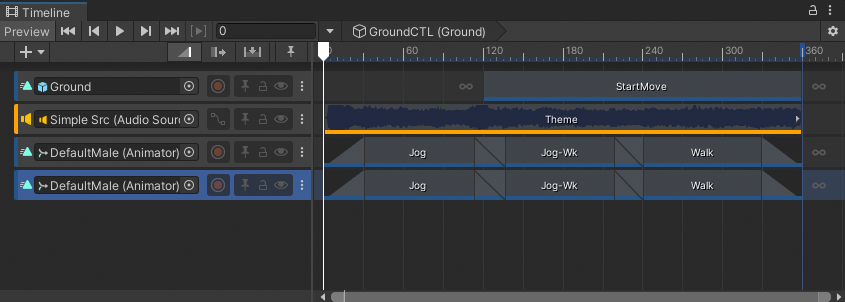 Timeline
Preview 0 GroundCTL (Ground)
0 60 120 180 240 300 360
Ground StartMove
Simple Src (Audio Sour Theme
DefaultMale (Animator) Jog Jog-Wk Walk
DefaultMale (Animator) Jog Jog-Wk Walk